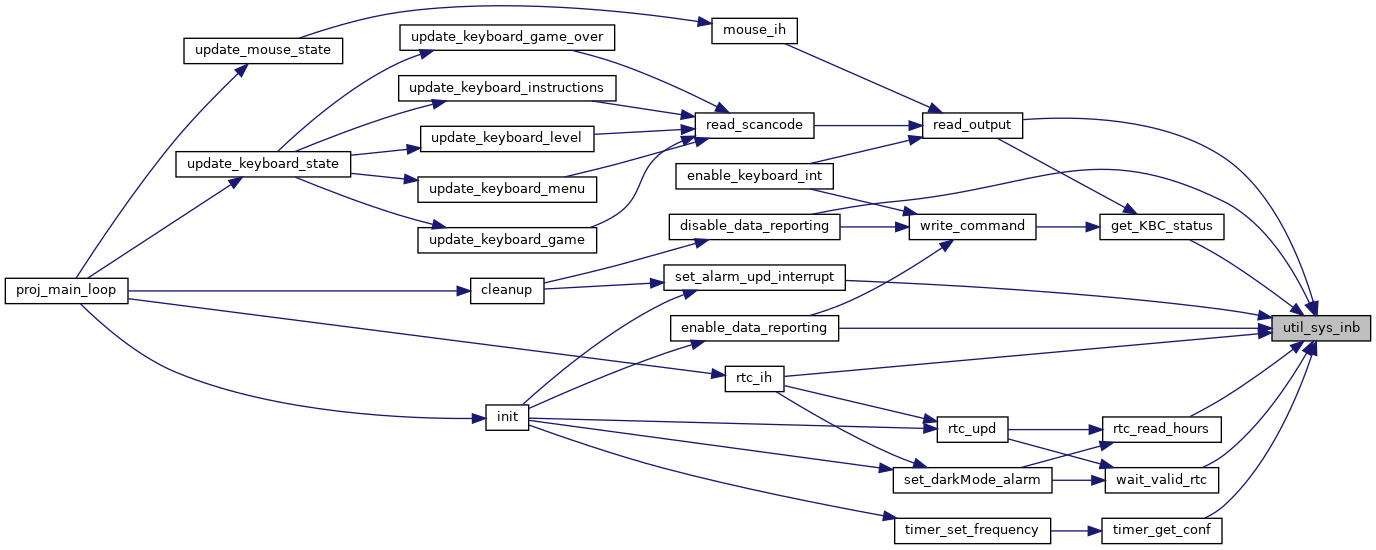 mouse_ih
update_keyboard_game_over
update_mouse_state
update_keyboard_instructions
read_scancode
read_output
update_keyboard_level
update_keyboard_state
enable_keyboard_int
update_keyboard_menu
disable_data_reporting
write_command
get_KBC_status
update_keyboard_game
set_alarm_upd_interrupt
proj_main_loop
cleanup
enable_data_reporting
util_sys_inb
rtc_ih
init
rtc_upd
rtc_read_hours
set_darkMode_alarm
wait_valid_rtc
timer_set_frequency
timer_get_conf